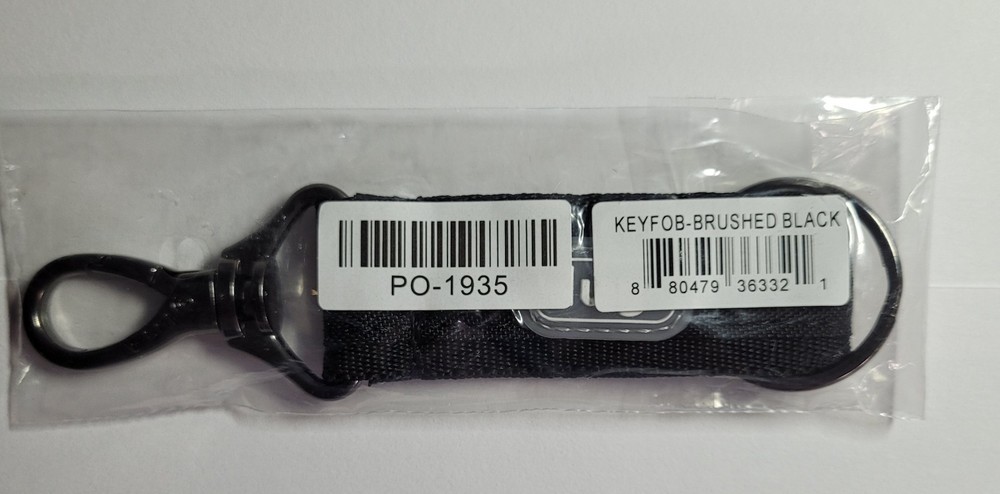 PO-1935
KEYFOB-BRUSHED BLACK
8 80479 36332 1